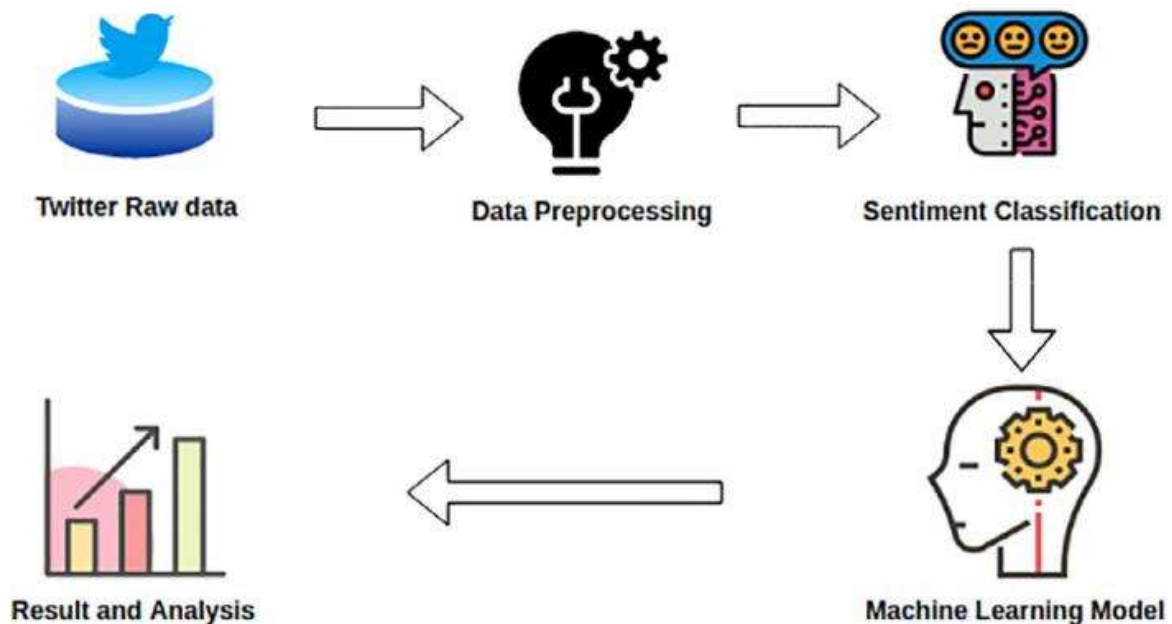 Twitter Raw data
Data Preprocessing
Sentiment Classification
Machine Learning Model
Result and Analysis